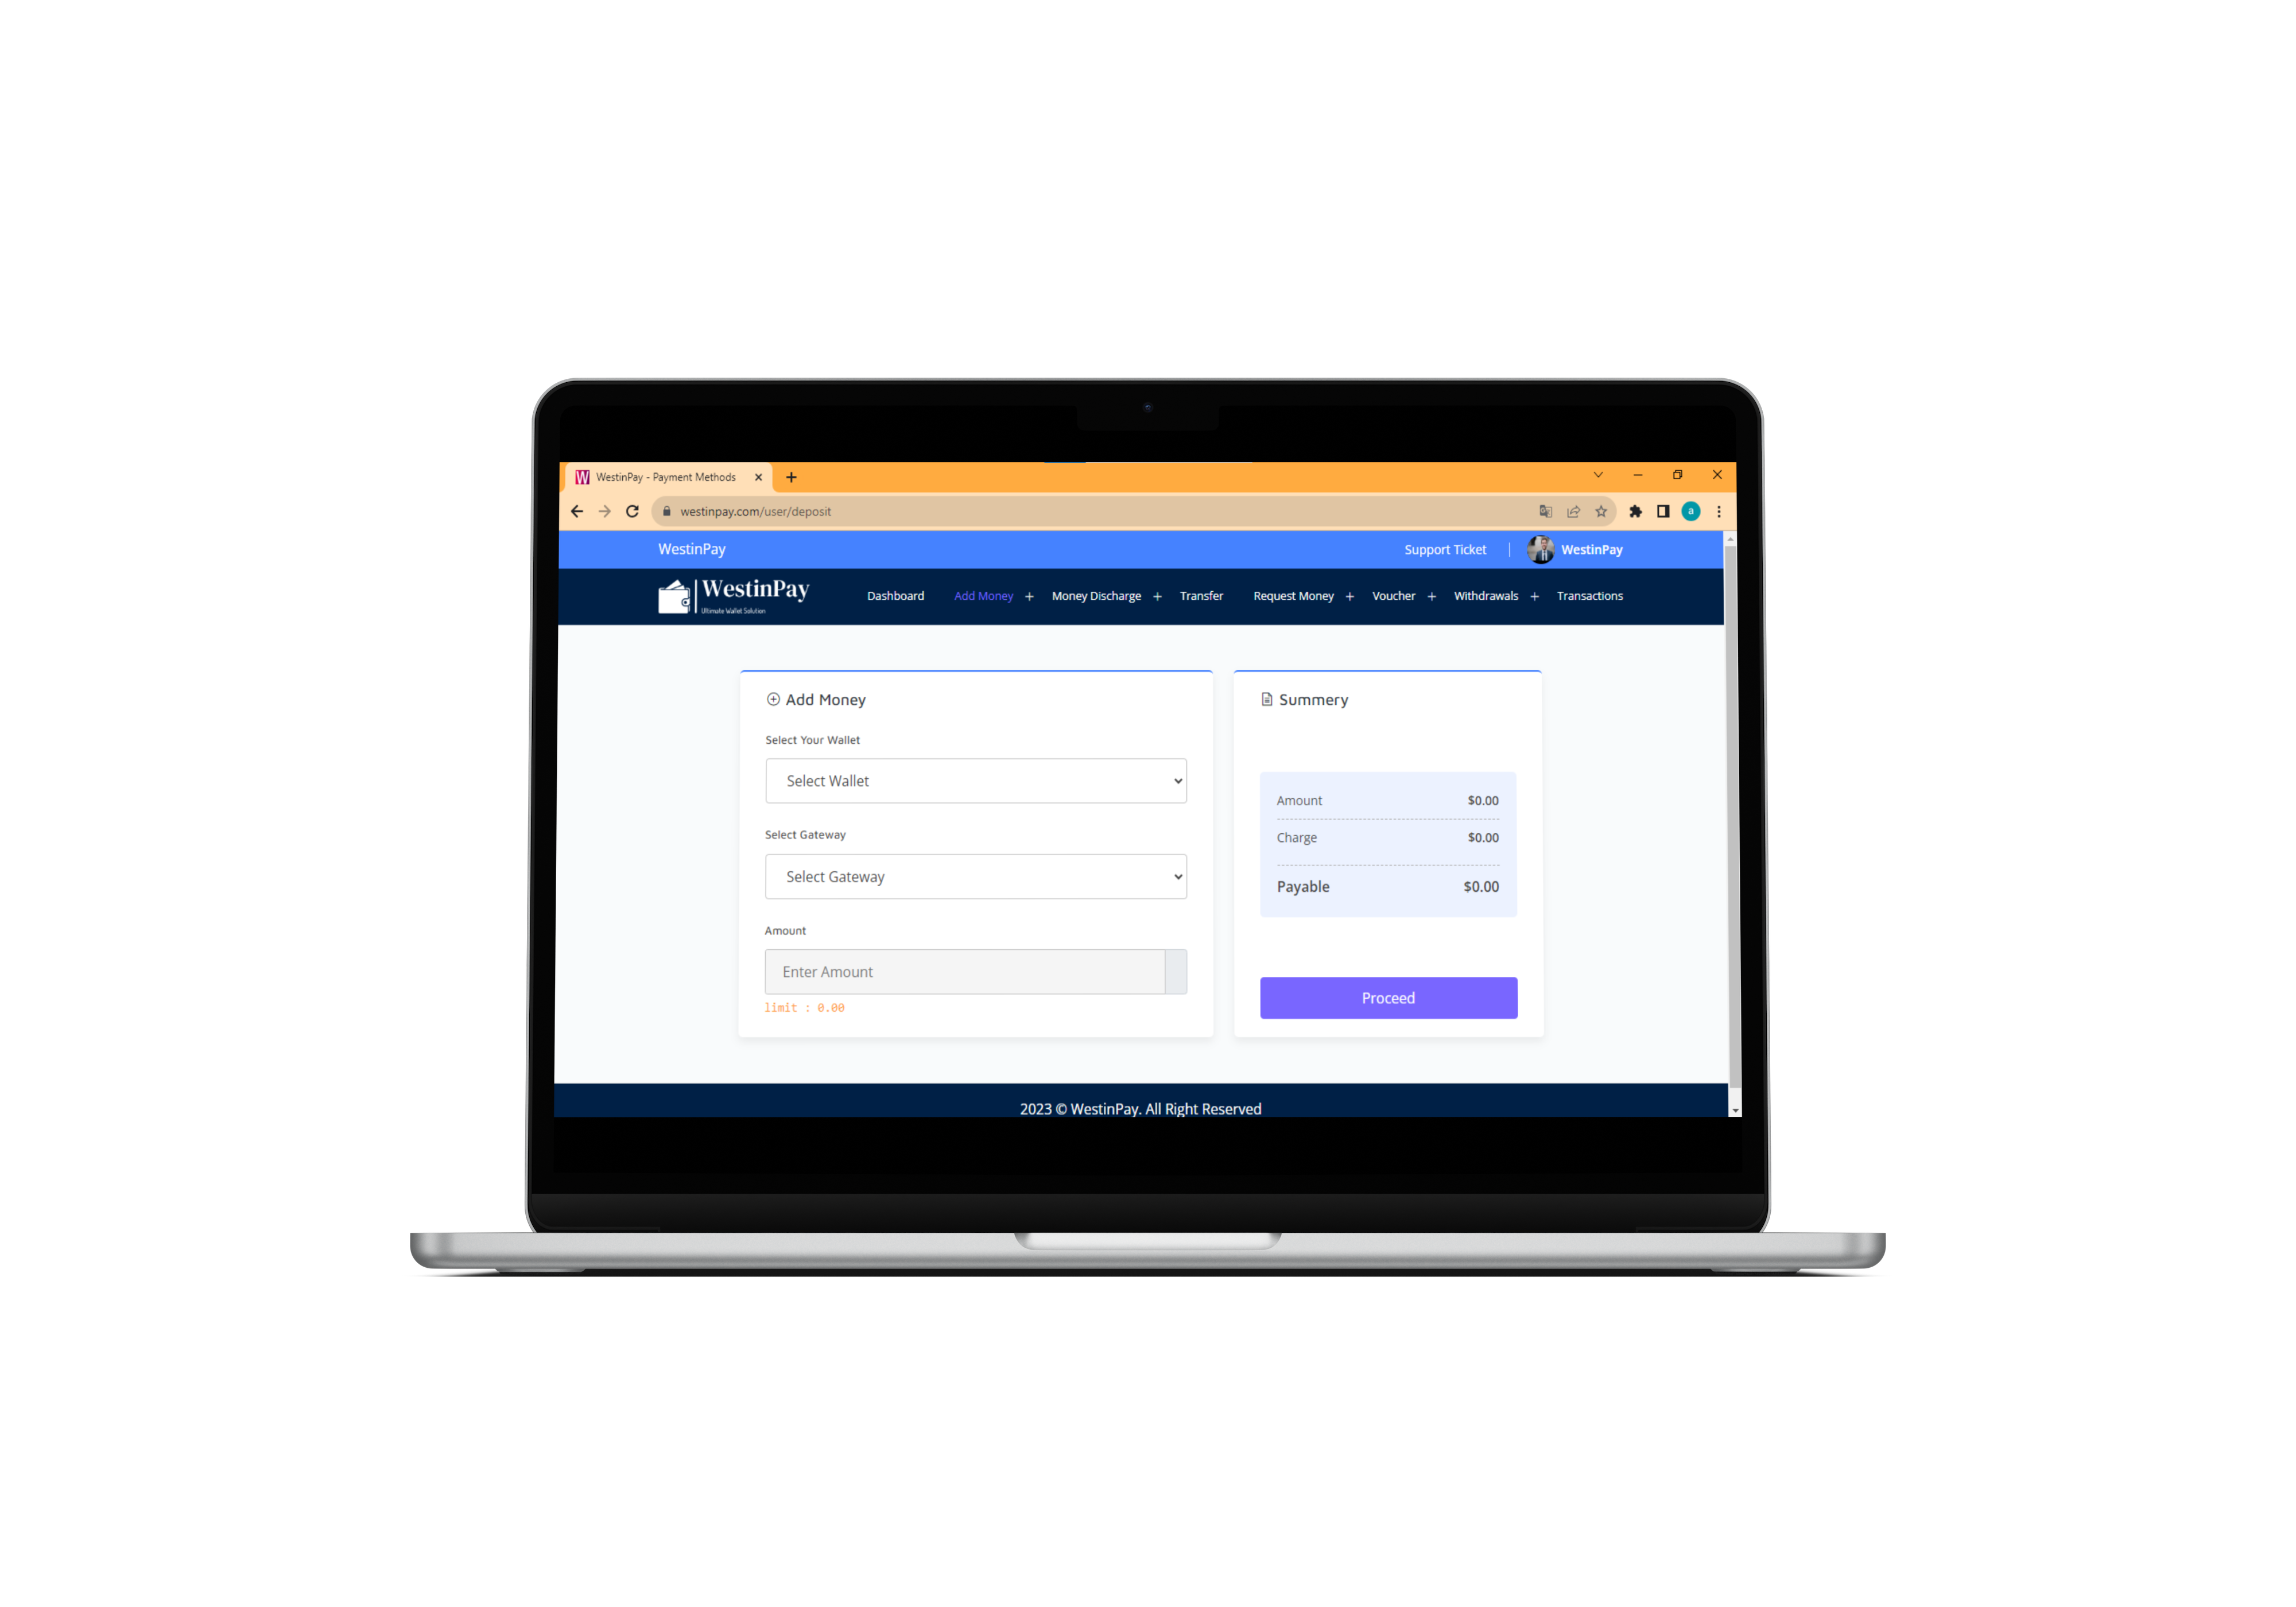 WestinPay - Payment Methods
westinpay.com/user/deposit
a
WestinPay
Support Ticket
WestinPay
WestinPay
Ultimate Wallet Solution
Dashboard
Add Money +
Money Discharge +
Transfer
Request Money +
Voucher +
Withdrawals +
Transactions
Add Money
Select Your Wallet
Select Wallet
Select Gateway
Select Gateway
Amount
Enter Amount
limit : 0.00
Summery
Amount $0.00
Charge $0.00
Payable $0.00
Proceed
2023 © WestinPay. All Right Reserved